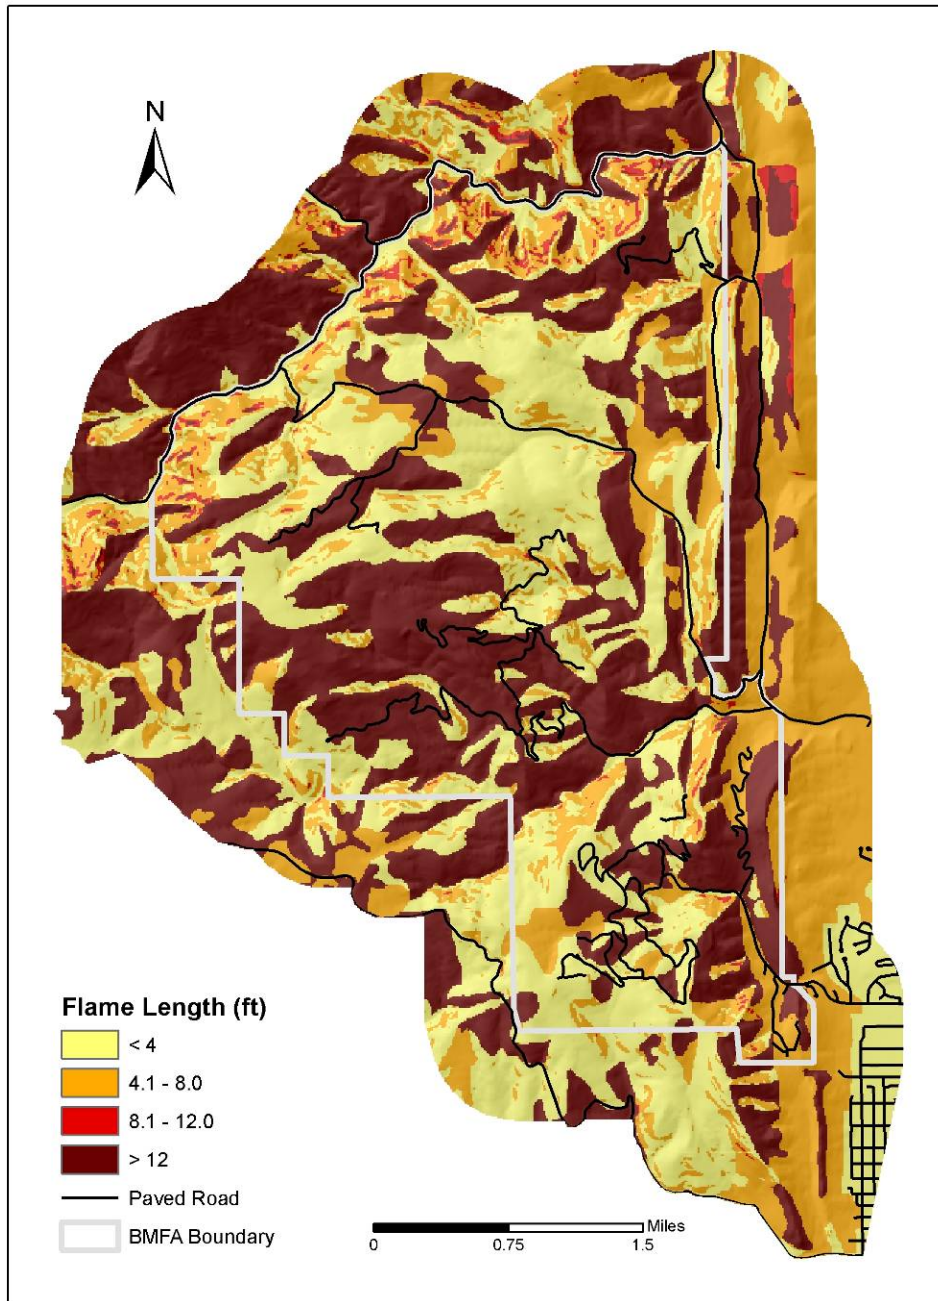 N
Flame Length (ft)
< 4
4.1 - 8.0
8.1 - 12.0
> 12
Paved Road
BMFA Boundary
Miles
0 0.75 1.5